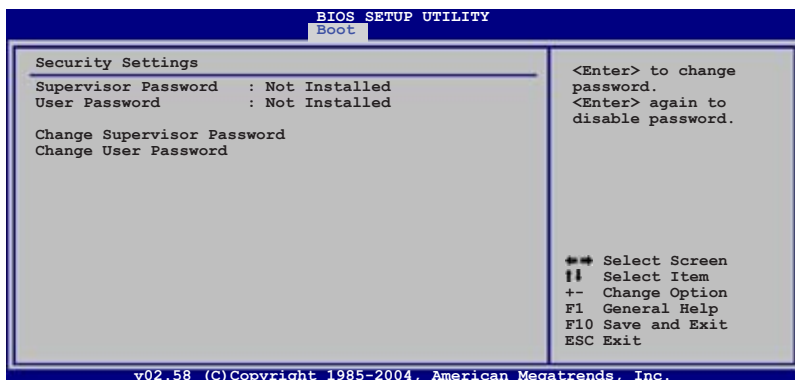 BIOS SETUP UTILITY
Boot
Security Settings
Supervisor Password : Not Installed
User Password : Not Installed
Change Supervisor Password
Change User Password
<Enter> to change
password.
<Enter> again to
disable password.
Select Screen
Select Item
+- Change Option
F1 General Help
F10 Save and Exit
ESC Exit
v02.58 (C)Copyright 1985-2004, American Megatrends, Inc.